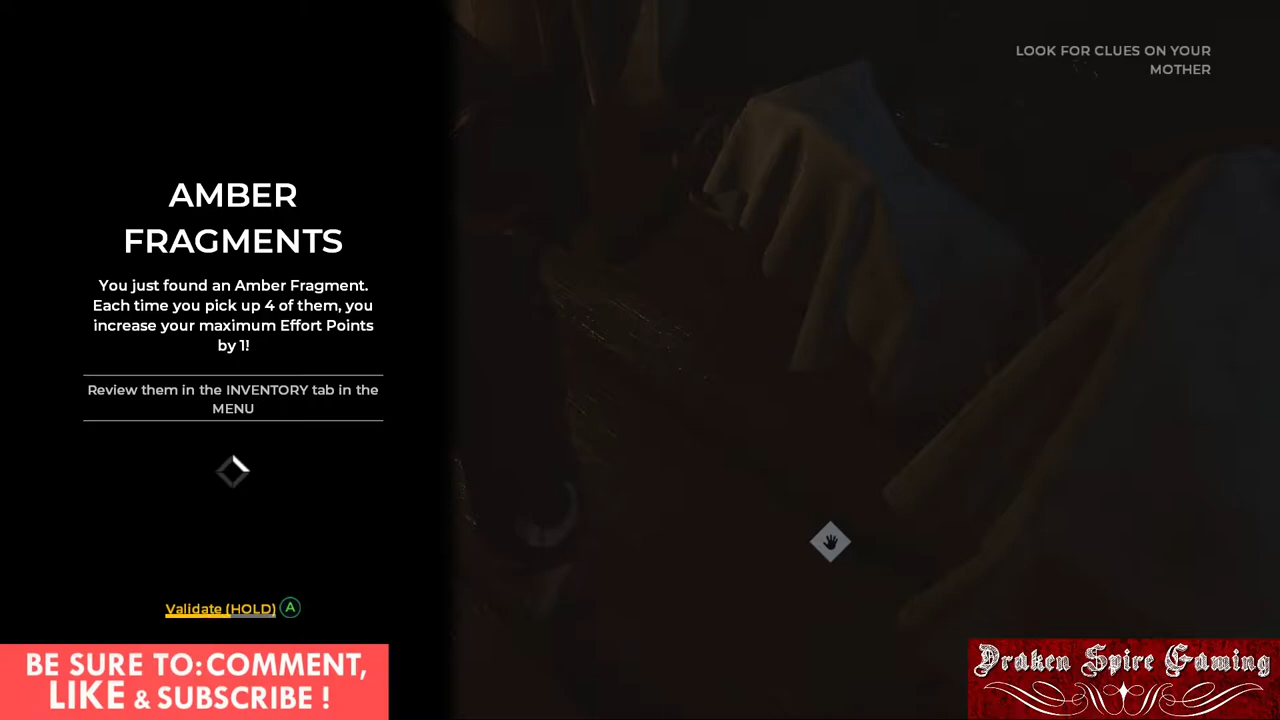 LOOK FOR CLUES ON YOUR
MOTHER
AMBER
FRAGMENTS
You just found an Amber Fragment.
Each time you pick up 4 of them, you
increase your maximum Effort Points
by 1!
Review them in the INVENTORY tab in the
MENU
Validate (HOLD) A
BE SURE TO: COMMENT,
LIKE & SUBSCRIBE !
Draken Spire Gaming